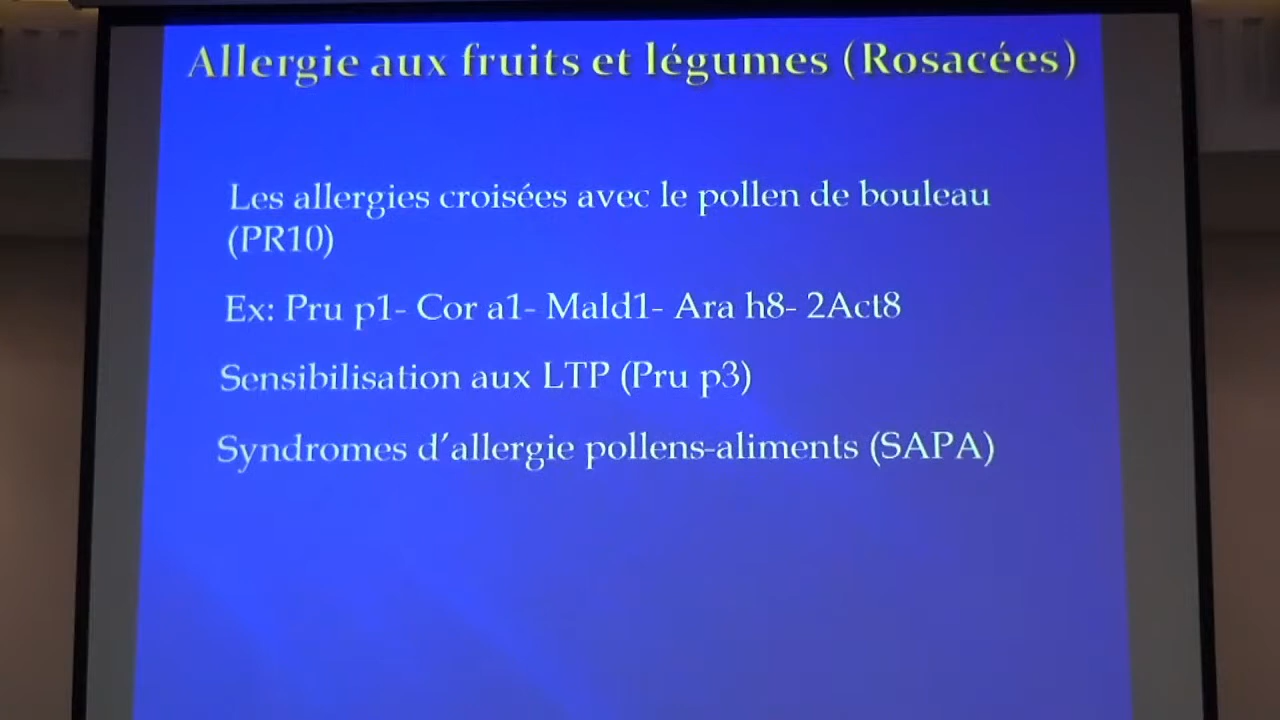 Allergie aux fruits et légumes (Rosacées)
Les allergies croisées avec le pollen de bouleau
(PR10)
Ex: Pru p1- Cor a1- Mald1- Ara h8- 2Act8
Sensibilisation aux LTP (Pru p3)
Syndromes d’allergie pollens-aliments (SAPA)